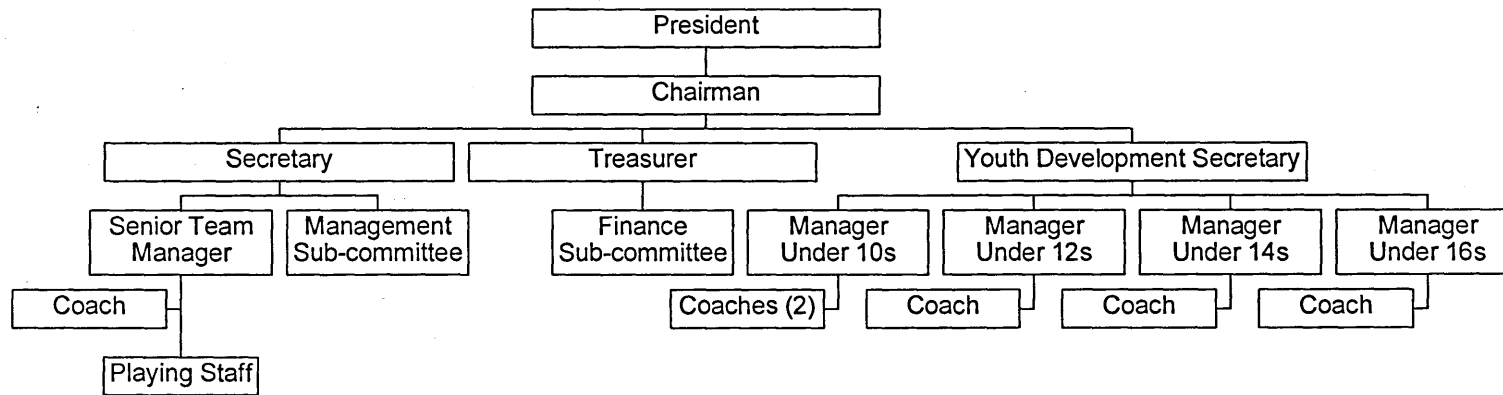 President
Chairman
Secretary
Treasurer
Youth Development Secretary
Senior Team
Manager
Management
Sub-committee
Finance
Sub-committee
Manager
Under 10s
Manager
Under 12s
Manager
Under 14s
Manager
Under 16s
Coach
Coaches (2)
Coach
Coach
Coach
Playing Staff